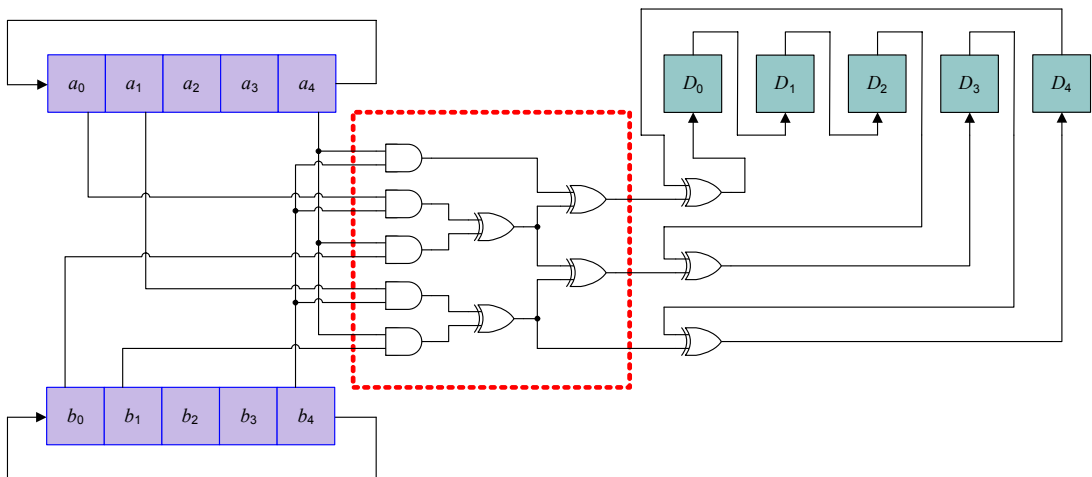 a₀ a₁ a₂ a₃ a₄
D₀ D₁ D₂ D₃ D₄
b₀ b₁ b₂ b₃ b₄